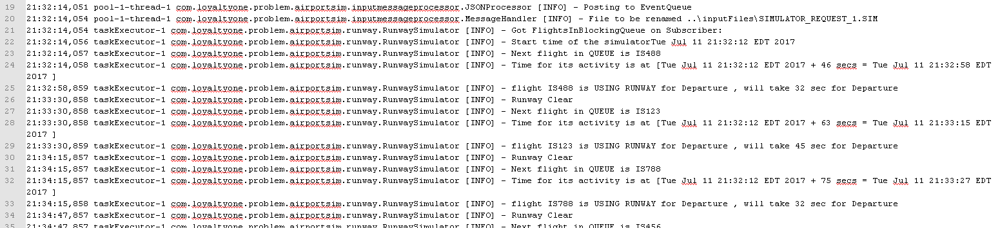 19 21:32:14,051 pool-1-thread-1 com.loyaltyone.problem.airportsim.inputmessageprocessor.JSONProcessor [INFO] - Posting to EventQueue
20 21:32:14,054 pool-1-thread-1 com.loyaltyone.problem.airportsim.inputmessageprocessor.MessageHandler [INFO] - File to be renamed ..\inputFiles\SIMULATOR_REQUEST_1.SIM
21 21:32:14,054 taskExecutor-1 com.loyaltyone.problem.airportsim.runway.RunwaySimulator [INFO] - Got FlightsInBlockingQueue on Subscriber:
22 21:32:14,056 taskExecutor-1 com.loyaltyone.problem.airportsim.runway.RunwaySimulator [INFO] - Start time of the simulatorTue Jul 11 21:32:12 EDT 2017
23 21:32:14,057 taskExecutor-1 com.loyaltyone.problem.airportsim.runway.RunwaySimulator [INFO] - Next flight in QUEUE is IS488
24 21:32:14,058 taskExecutor-1 com.loyaltyone.problem.airportsim.runway.RunwaySimulator [INFO] - Time for its activity is at [Tue Jul 11 21:32:12 EDT 2017 + 46 secs = Tue Jul 11 21:32:58 EDT
2017 ]
25 21:32:58,859 taskExecutor-1 com.loyaltyone.problem.airportsim.runway.RunwaySimulator [INFO] - flight IS488 is USING RUNWAY for Departure , will take 32 sec for Departure
26 21:33:30,858 taskExecutor-1 com.loyaltyone.problem.airportsim.runway.RunwaySimulator [INFO] - Runway Clear
27 21:33:30,858 taskExecutor-1 com.loyaltyone.problem.airportsim.runway.RunwaySimulator [INFO] - Next flight in QUEUE is IS123
28 21:33:30,858 taskExecutor-1 com.loyaltyone.problem.airportsim.runway.RunwaySimulator [INFO] - Time for its activity is at [Tue Jul 11 21:32:12 EDT 2017 + 63 secs = Tue Jul 11 21:33:15 EDT
2017 ]
29 21:33:30,859 taskExecutor-1 com.loyaltyone.problem.airportsim.runway.RunwaySimulator [INFO] - flight IS123 is USING RUNWAY for Departure , will take 45 sec for Departure
30 21:34:15,857 taskExecutor-1 com.loyaltyone.problem.airportsim.runway.RunwaySimulator [INFO] - Runway Clear
31 21:34:15,857 taskExecutor-1 com.loyaltyone.problem.airportsim.runway.RunwaySimulator [INFO] - Next flight in QUEUE is IS788
32 21:34:15,857 taskExecutor-1 com.loyaltyone.problem.airportsim.runway.RunwaySimulator [INFO] - Time for its activity is at [Tue Jul 11 21:32:12 EDT 2017 + 75 secs = Tue Jul 11 21:33:27 EDT
2017 ]
33 21:34:15,858 taskExecutor-1 com.loyaltyone.problem.airportsim.runway.RunwaySimulator [INFO] - flight IS788 is USING RUNWAY for Departure , will take 32 sec for Departure
34 21:34:47,857 taskExecutor-1 com.loyaltyone.problem.airportsim.runway.RunwaySimulator [INFO] - Runway Clear
35 21:34:47,857 taskExecutor-1 com.loyaltyone.problem.airportsim.runway.RunwaySimulator [INFO] - Next flight in QUEUE is IS456